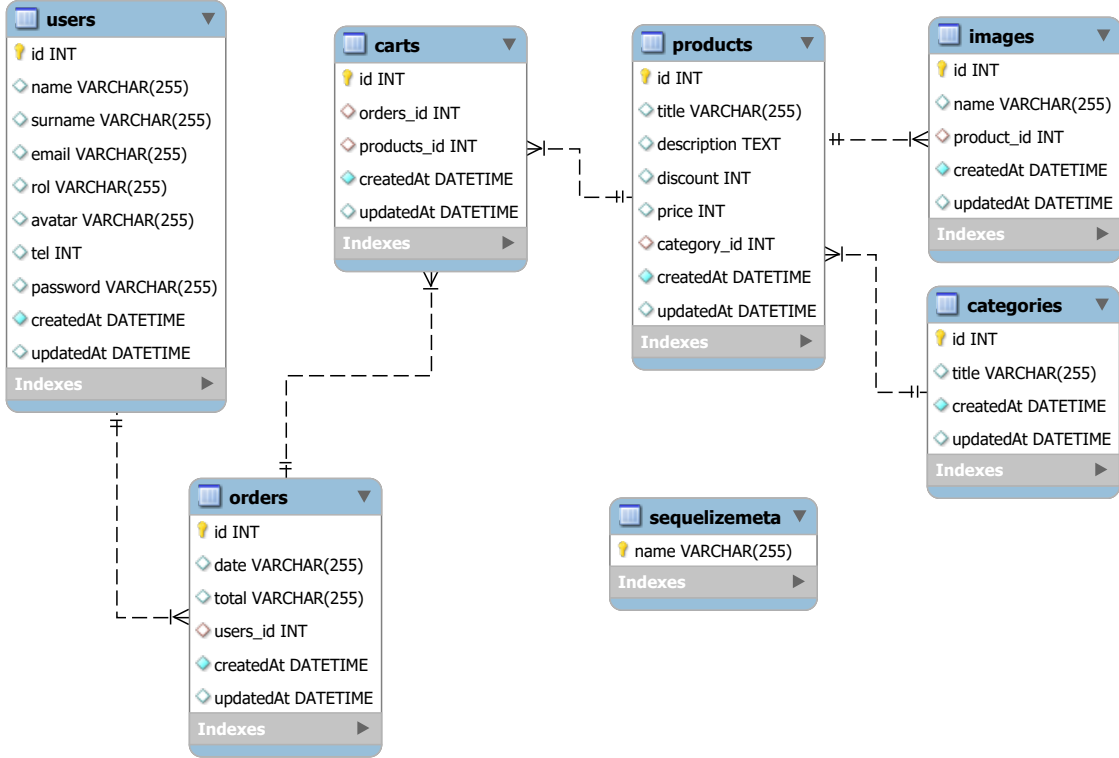 users
id INT
name VARCHAR(255)
surname VARCHAR(255)
email VARCHAR(255)
rol VARCHAR(255)
avatar VARCHAR(255)
tel INT
password VARCHAR(255)
createdAt DATETIME
updatedAt DATETIME
Indexes
carts
id INT
orders_id INT
products_id INT
createdAt DATETIME
updatedAt DATETIME
Indexes
products
id INT
title VARCHAR(255)
description TEXT
discount INT
price INT
category_id INT
createdAt DATETIME
updatedAt DATETIME
Indexes
images
id INT
name VARCHAR(255)
product_id INT
createdAt DATETIME
updatedAt DATETIME
Indexes
categories
id INT
title VARCHAR(255)
createdAt DATETIME
updatedAt DATETIME
Indexes
orders
id INT
date VARCHAR(255)
total VARCHAR(255)
users_id INT
createdAt DATETIME
updatedAt DATETIME
Indexes
sequelizemeta
name VARCHAR(255)
Indexes